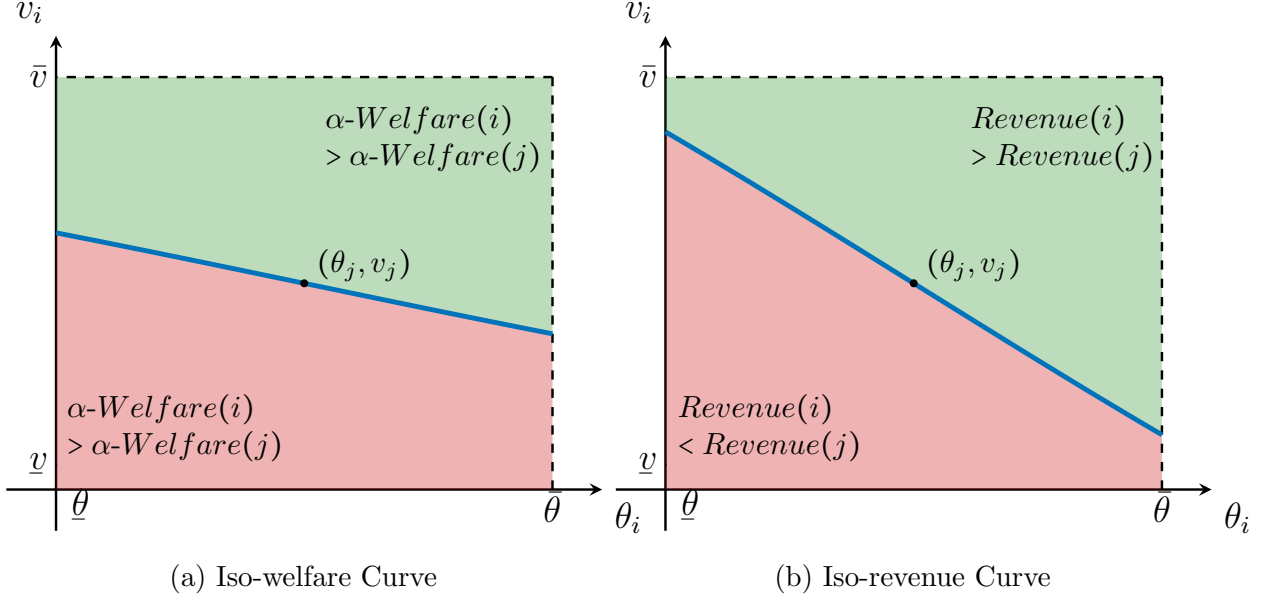 v_i
v̄
α-Welfare(i)
> α-Welfare(j)
(θ_j, v_j)
α-Welfare(i)
> α-Welfare(j)
v̲
θ̲
θ̄
θ_i
(a) Iso-welfare Curve
v_i
v̄
Revenue(i)
> Revenue(j)
(θ_j, v_j)
Revenue(i)
< Revenue(j)
v̲
θ̲
θ̄
θ_i
(b) Iso-revenue Curve